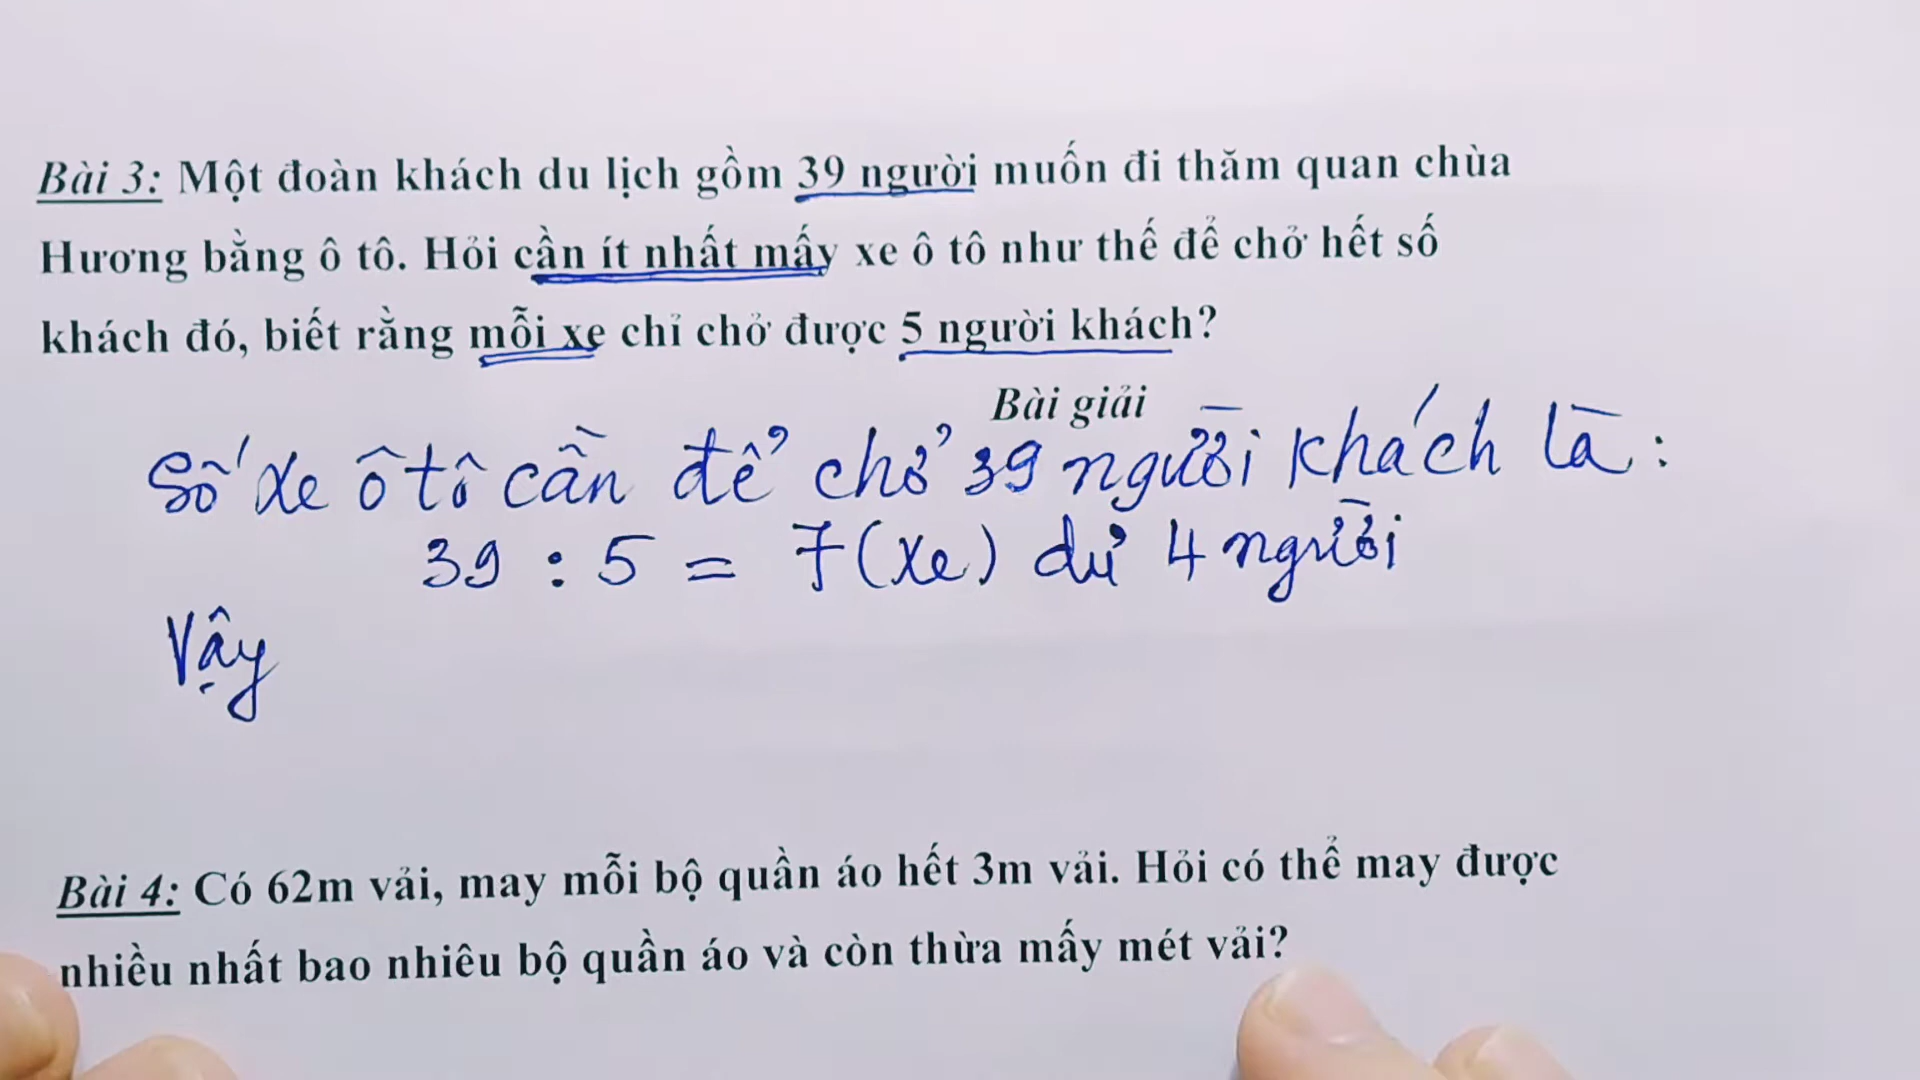 Bài 3: Một đoàn khách du lịch gồm 39 người muốn đi thăm quan chùa
Hương bằng ô tô. Hỏi cần ít nhất mấy xe ô tô như thế để chở hết số
khách đó, biết rằng mỗi xe chỉ chở được 5 người khách?
Bài giải
Số xe ô tô cần để chở 39 người khách là:
39 : 5 = 7 (xe) dư 4 người
Vậy
Bài 4: Có 62m vải, may mỗi bộ quần áo hết 3m vải. Hỏi có thể may được
nhiều nhất bao nhiêu bộ quần áo và còn thừa mấy mét vải?